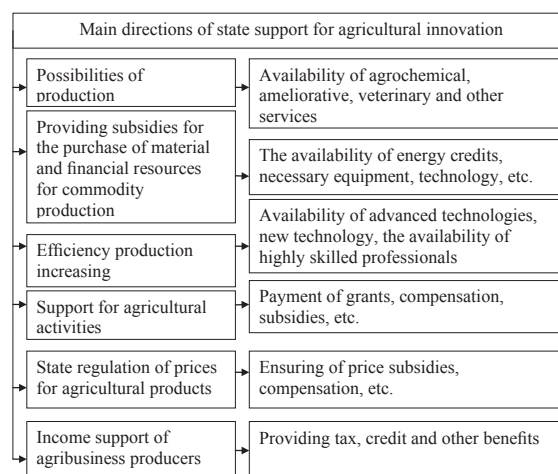 Main directions of state support for agricultural innovation
Possibilities of
production
Availability of agrochemical,
ameliorative, veterinary and other
services
Providing subsidies for
the purchase of material
and financial resources
for commodity
production
The availability of energy credits,
necessary equipment, technology, etc.
Efficiency production
increasing
Availability of advanced technologies,
new technology, the availability of
highly skilled professionals
Support for agricultural
activities
Payment of grants, compensation,
subsidies, etc.
State regulation of prices
for agricultural products
Ensuring of price subsidies,
compensation, etc.
Income support of
agribusiness producers
Providing tax, credit and other benefits